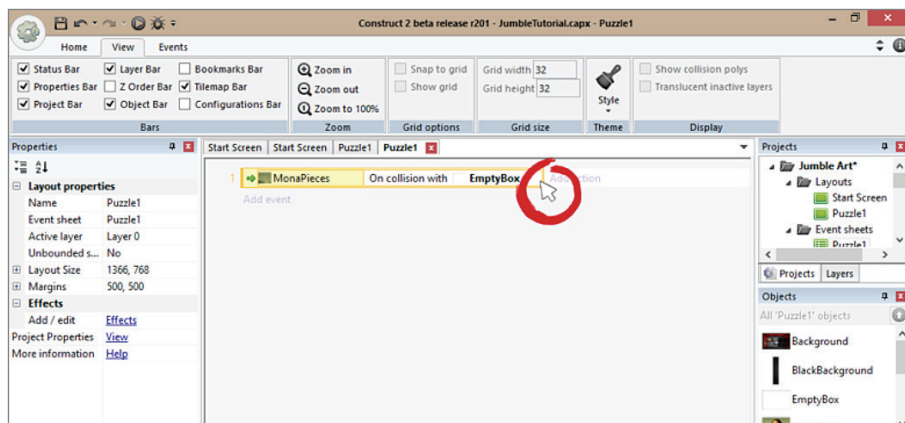 Construct 2 beta release r201 - JumbleTutorial.capx - Puzzle1
Home View Events
Status Bar Layer Bar Bookmarks Bar Zoom in Snap to grid Grid width 32 Show collision polys
Properties Bar Z Order Bar Tilemap Bar Zoom out Show grid Grid height 32 Translucent inactive layers
Project Bar Object Bar Configurations Bar Zoom to 100% Style
Bars Zoom Grid options Grid size Theme Display
Properties
Layout properties
Name Puzzle1
Event sheet Puzzle1
Active layer Layer 0
Unbounded s... No
Layout Size 1366, 768
Margins 500, 500
Effects
Add / edit Effects
Project Properties View
More information Help
Start Screen Start Screen Puzzle1 Puzzle1
1 MonaPieces On collision with EmptyBox Add action
Add event
Projects
Jumble Art*
Layouts
Start Screen
Puzzle1
Event sheets
Puzzle1
Projects Layers
Objects
All 'Puzzle1' objects
Background
BlackBackground
EmptyBox